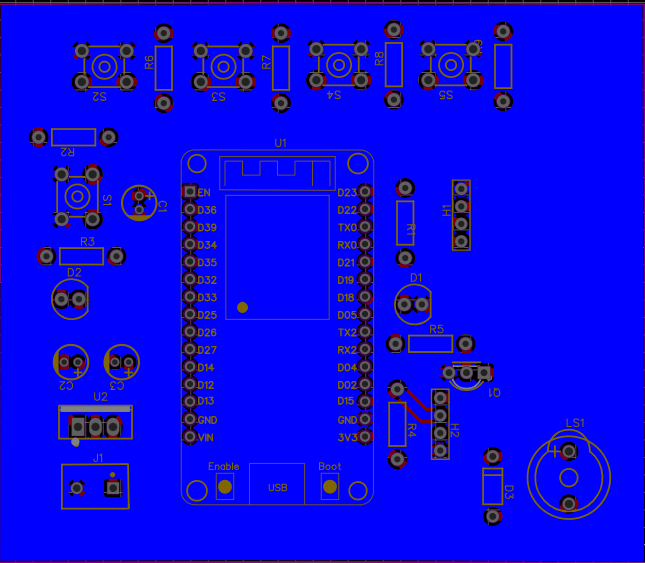 R6
R7
R8
S2
S3
S4
S5
R2
U1
S1
C1
EN
D36
D39
D34
D35
D32
D33
D25
D26
D27
D14
D12
D13
GND
VIN
D23
D22
TX0
RX0
D21
D19
D18
D05
TX2
RX2
D04
D02
D15
GND
3V3
R1
H1
R3
D2
D1
R5
C2
C3
Q1
U2
R4
H2
LS1
J1
Enable
Boot
USB
D3